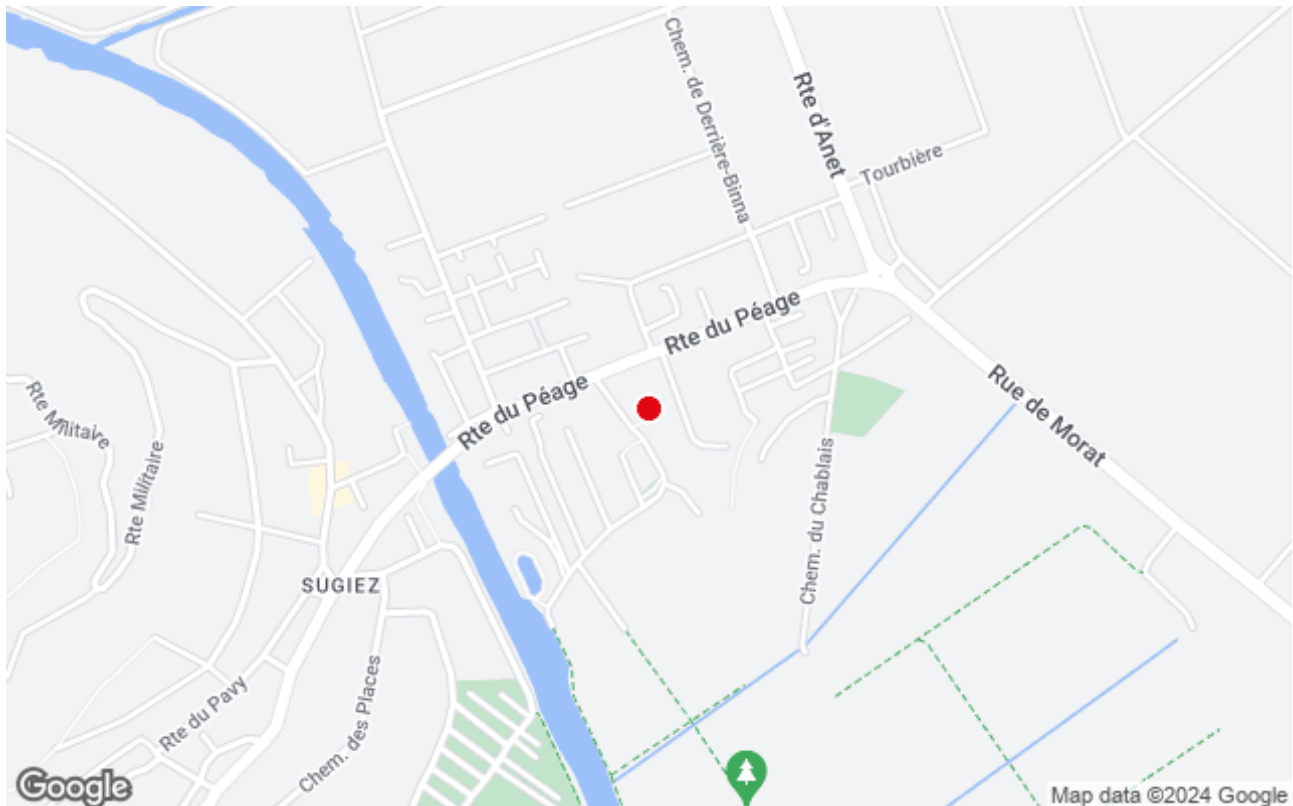 Chem. de Derrière-Binna
Rte d'Anet
Tourbière
Rte du Péage
Rte du Péage
Rue de Morat
Rte Militaire
Rte Militaire
Chem. du Chablais
SUGIEZ
Rte du Pavy
Chem. des Places
Google
Map data ©2024 Google